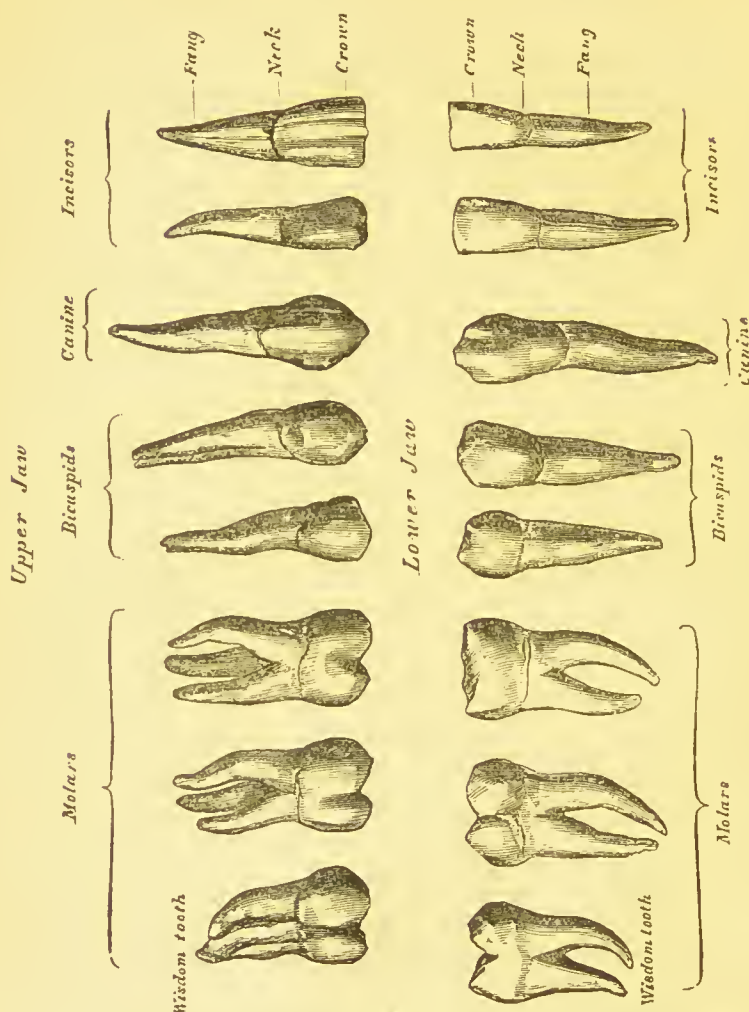 Upper Jaw
Molars
Bicuspids
Canine
Incisors
Wisdom tooth
Fang
Neck
Crown
Lower Jaw
Crown
Neck
Fang
Wisdom tooth
Molars
Bicuspids
Canine
Incisors